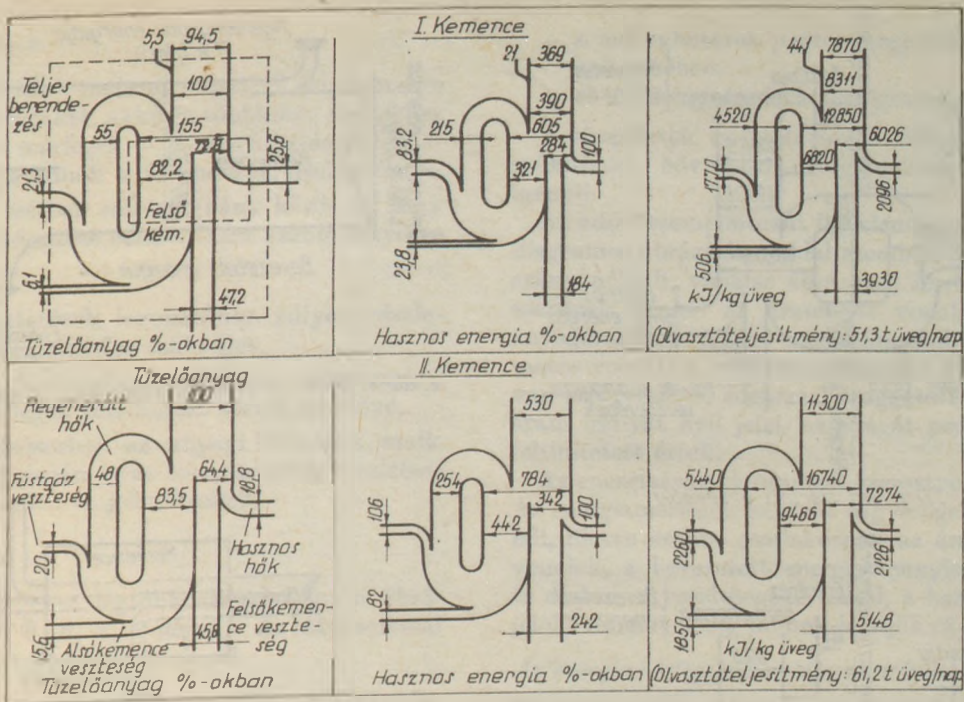 I. Kemence
5,5
94,5
100
Teljes
berende-
zés
55
155
72,8
25,6
82,2
21,3
Felső
kém.
6,1
47,2
Tüzelőanyag %-okban
21
369
390
215
605
83,2
284
100
321
23,8
184
Hasznos energia %-okban
441
7870
8311
4520
12850
6026
6820
1770
2096
506
3930
kJ/kg üveg
(Olvasztóteljesítmény: 51,3 t üveg/nap
II. Kemence
Tüzelőanyag
100
Regenerált
hők
Füstgáz
veszteség
48
64,4
83,5
18,8
20
Hasznos
hők
Felsőkemen-
ce veszte-
ség
15,6
Alsókemence
veszteség
45,6
Tüzelőanyag %-okban
530
254
784
106
342
100
442
82
242
Hasznos energia %-okban
11300
5440
16740
7274
9466
2260
2126
1850
5148
kJ/kg üveg
(Olvasztóteljesítmény: 61,2 t üveg/nap